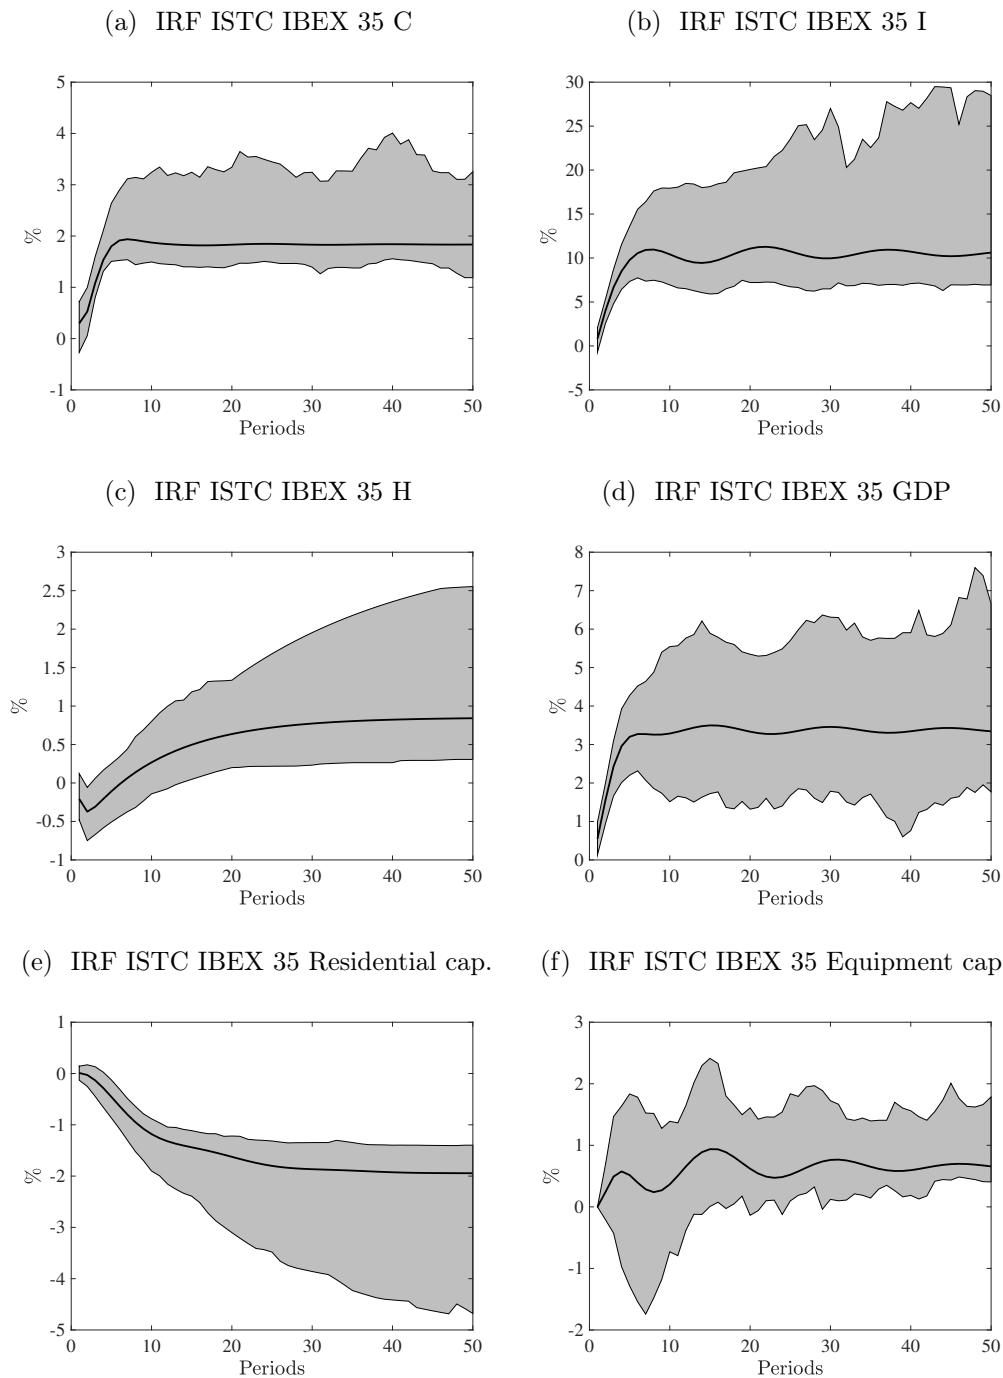 (a) IRF ISTC IBEX 35 C
5
4
3
2
1
0
-1
%
0 10 20 30 40 50
Periods
(b) IRF ISTC IBEX 35 I
30
25
20
15
10
5
0
-5
%
0 10 20 30 40 50
Periods
(c) IRF ISTC IBEX 35 H
3
2.5
2
1.5
1
0.5
0
-0.5
-1
%
0 10 20 30 40 50
Periods
(d) IRF ISTC IBEX 35 GDP
8
7
6
5
4
3
2
1
0
%
0 10 20 30 40 50
Periods
(e) IRF ISTC IBEX 35 Residential cap.
1
0
-1
-2
-3
-4
-5
%
0 10 20 30 40 50
Periods
(f) IRF ISTC IBEX 35 Equipment cap
3
2
1
0
-1
-2
%
0 10 20 30 40 50
Periods